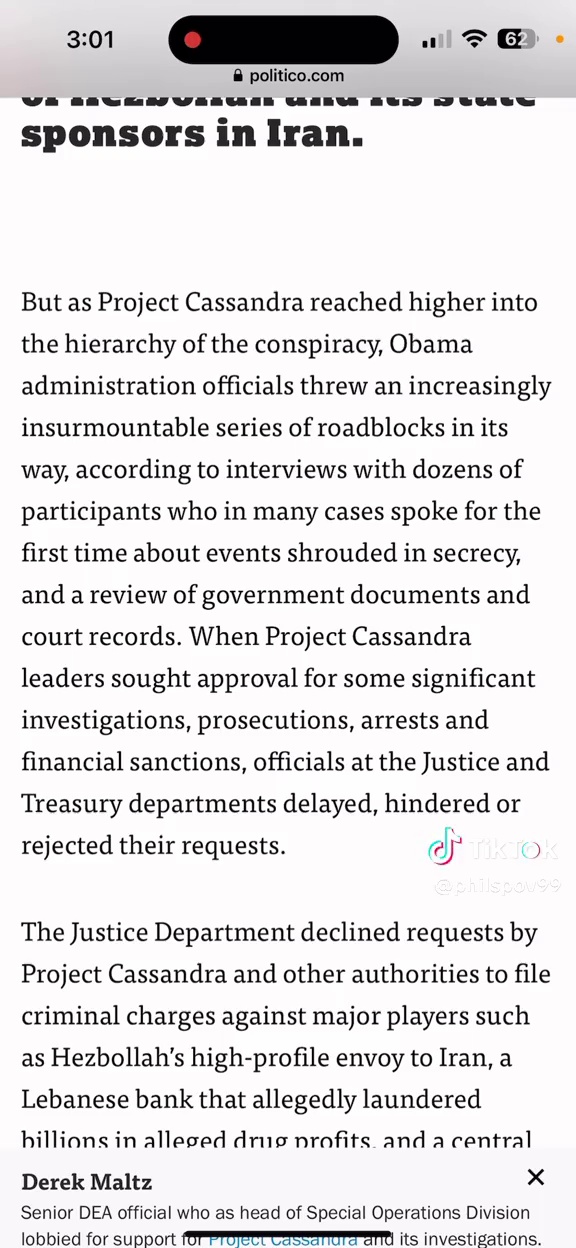 3:01
62
politico.com
of Hezbollah and its state
sponsors in Iran.
But as Project Cassandra reached higher into
the hierarchy of the conspiracy, Obama
administration officials threw an increasingly
insurmountable series of roadblocks in its
way, according to interviews with dozens of
participants who in many cases spoke for the
first time about events shrouded in secrecy,
and a review of government documents and
court records. When Project Cassandra
leaders sought approval for some significant
investigations, prosecutions, arrests and
financial sanctions, officials at the Justice and
Treasury departments delayed, hindered or
rejected their requests.
TikTok
@philspov99
The Justice Department declined requests by
Project Cassandra and other authorities to file
criminal charges against major players such
as Hezbollah’s high-profile envoy to Iran, a
Lebanese bank that allegedly laundered
billions in alleged drug profits, and a central
Derek Maltz
Senior DEA official who as head of Special Operations Division
lobbied for support for Project Cassandra and its investigations.